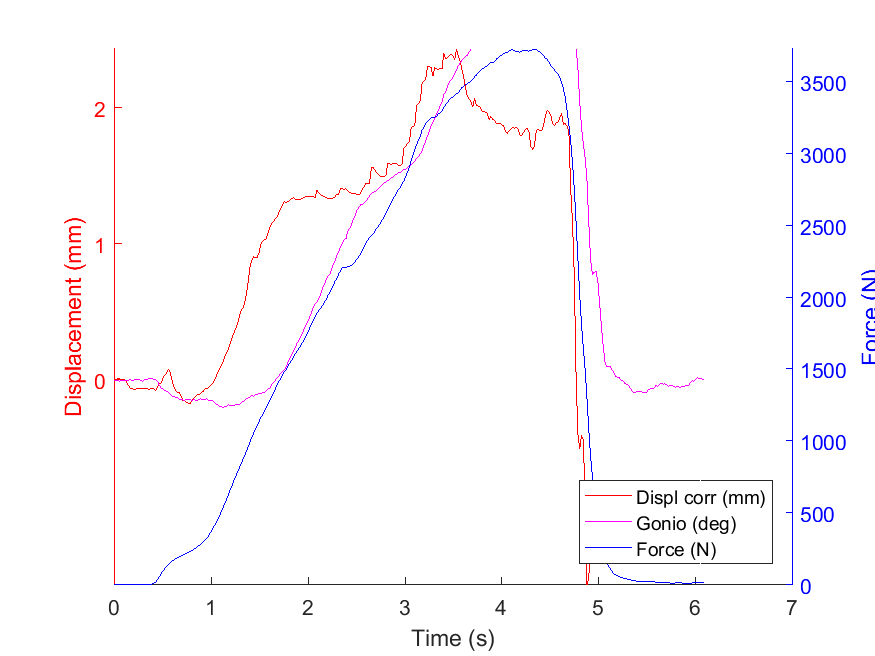 2
1
0
Displacement (mm)
3500
3000
2500
2000
1500
1000
500
0
Force (N)
Displ corr (mm)
Gonio (deg)
Force (N)
0 1 2 3 4 5 6 7
Time (s)